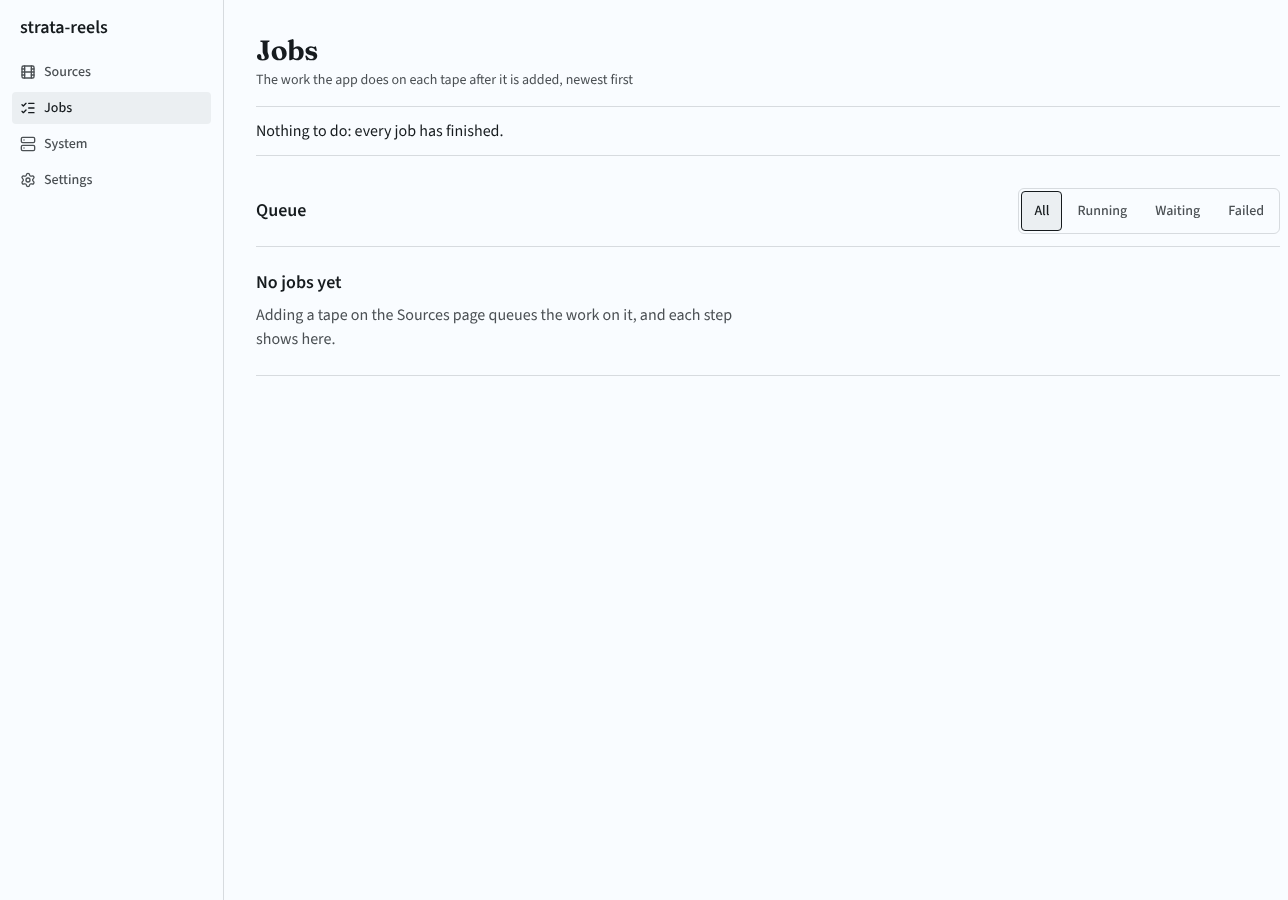 strata-reels
Sources
Jobs
System
Settings
Jobs
The work the app does on each tape after it is added, newest first
Nothing to do: every job has finished.
Queue
All
Running
Waiting
Failed
No jobs yet
Adding a tape on the Sources page queues the work on it, and each step
shows here.